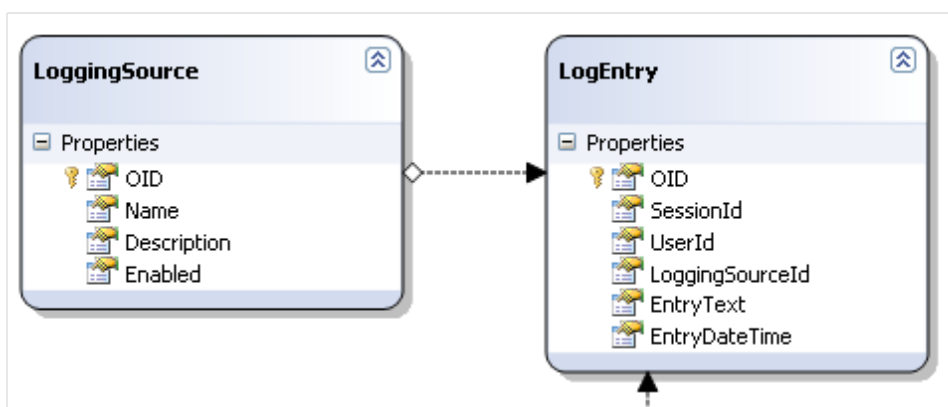 LoggingSource
Properties
OID
Name
Description
Enabled
LogEntry
Properties
OID
SessionId
UserId
LoggingSourceId
EntryText
EntryDateTime